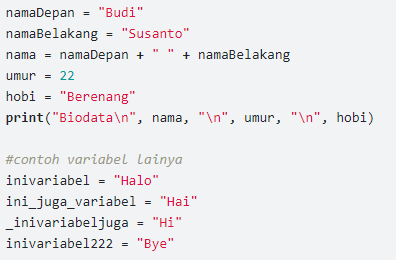 namaDepan = "Budi"
namaBelakang = "Susanto"
nama = namaDepan + " " + namaBelakang
umur = 22
hobi = "Berenang"
print("Biodata\n", nama, "\n", umur, "\n", hobi)

#contoh variabel lainya
inivariabel = "Halo"
ini_juga_variabel = "Hai"
_inivariabeljuga = "Hi"
inivariabel222 = "Bye"